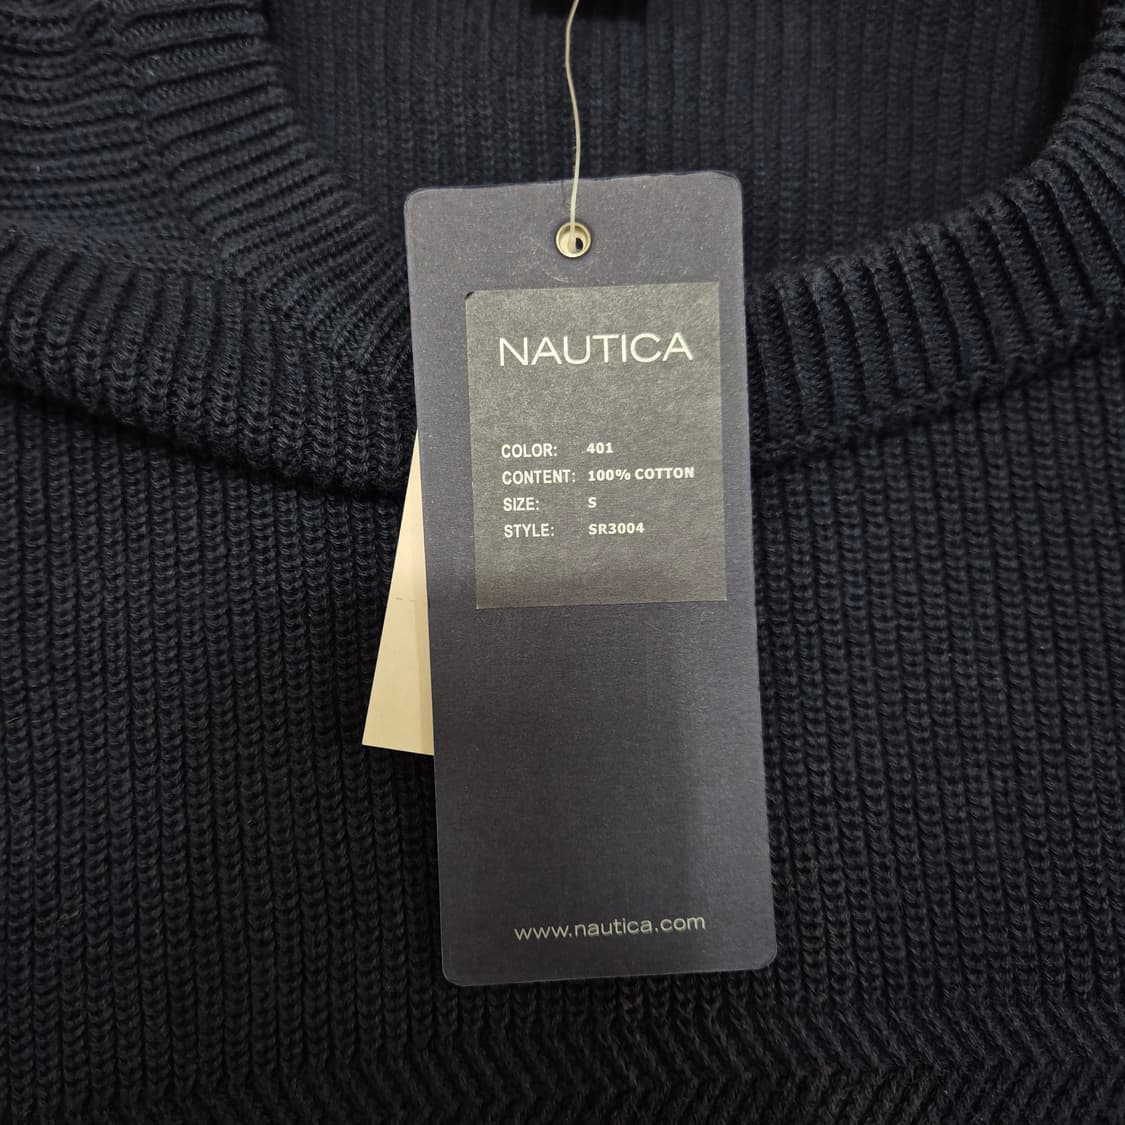 NAUTICA
COLOR: 401
CONTENT: 100% COTTON
SIZE: S
STYLE: SR3004
www.nautica.com